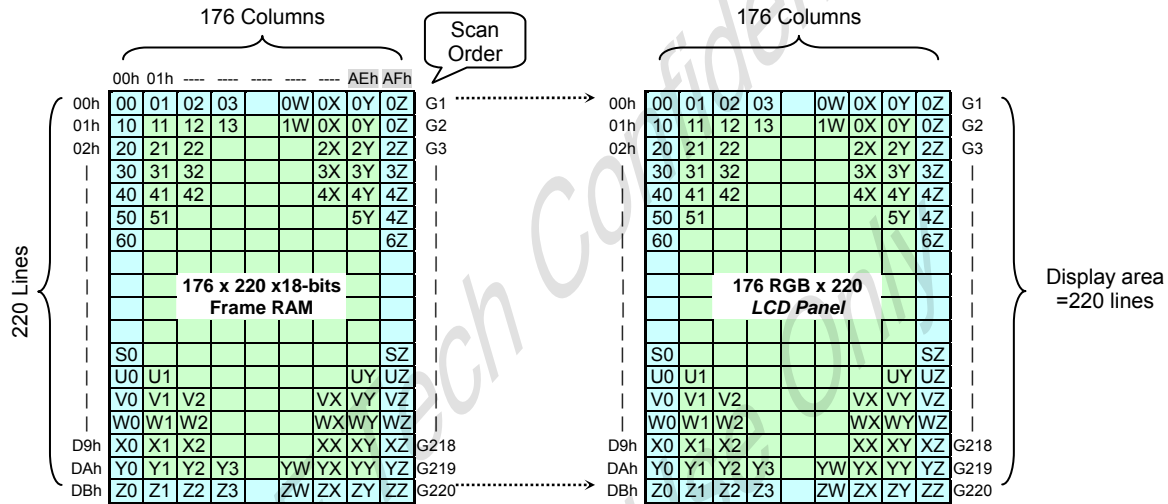 176 Columns 176 Columns
Scan Order
00h 01h ---- ---- ---- ---- ---- AEh AFh
00h 00 01 02 03 0W 0X 0Y 0Z G1 00h 00 01 02 03 0W 0X 0Y 0Z G1
01h 10 11 12 13 1W 0X 0Y 0Z G2 01h 10 11 12 13 1W 0X 0Y 0Z G2
02h 20 21 22 2X 2Y 2Z G3 02h 20 21 22 2X 2Y 2Z G3
30 31 32 3X 3Y 3Z 30 31 32 3X 3Y 3Z
40 41 42 4X 4Y 4Z 40 41 42 4X 4Y 4Z
50 51 5Y 4Z 50 51 5Y 4Z
60 6Z 60 6Z
220 Lines
176 x 220 x18-bits
Frame RAM
176 RGB x 220
LCD Panel
Display area
=220 lines
S0 SZ S0 SZ
U0 U1 UY UZ U0 U1 UY UZ
V0 V1 V2 VX VY VZ V0 V1 V2 VX VY VZ
W0 W1 W2 WX WY WZ W0 W1 W2 WX WY WZ
D9h X0 X1 X2 XX XY XZ G218 D9h X0 X1 X2 XX XY XZ G218
DAh Y0 Y1 Y2 Y3 YW YX YY YZ G219 DAh Y0 Y1 Y2 Y3 YW YX YY YZ G219
DBh Z0 Z1 Z2 Z3 ZW ZX ZY ZZ G220 DBh Z0 Z1 Z2 Z3 ZW ZX ZY ZZ G220
Tech
Only